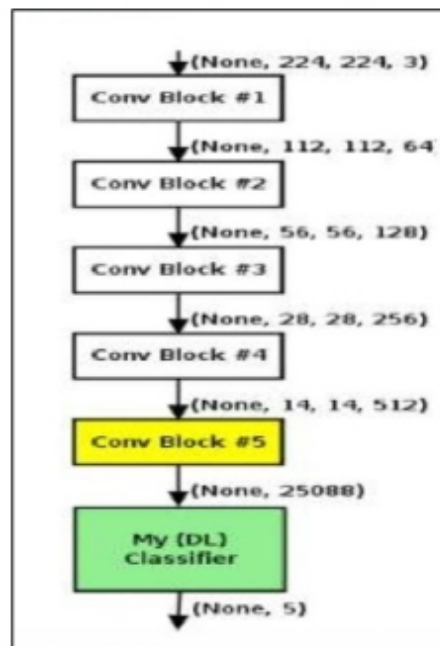 (None, 224, 224, 3)
Conv Block #1
(None, 112, 112, 64
Conv Block #2
(None, 56, 56, 128)
Conv Block #3
(None, 28, 28, 256)
Conv Block #4
(None, 14, 14, 512)
Conv Block #5
(None, 25088)
My (DL)
Classifier
(None, 5)